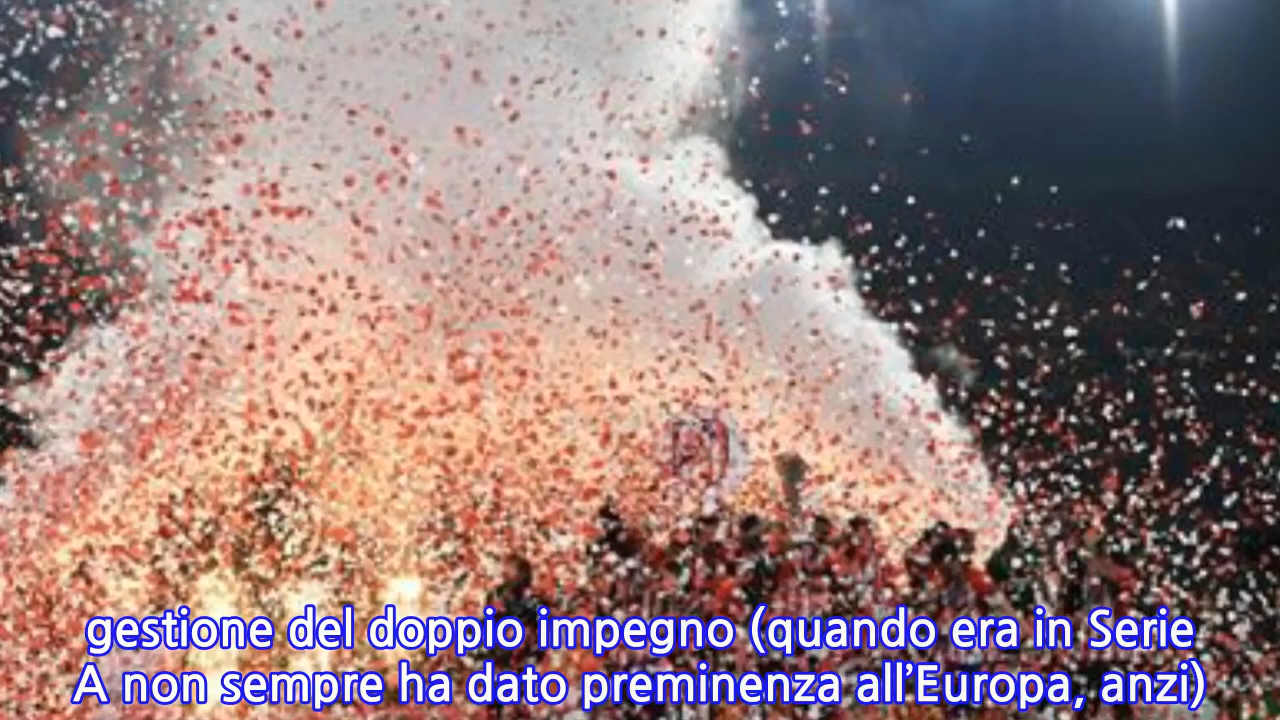 gestione del doppio impegno (quando era in Serie
A non sempre ha dato preminenza all’Europa, anzi)